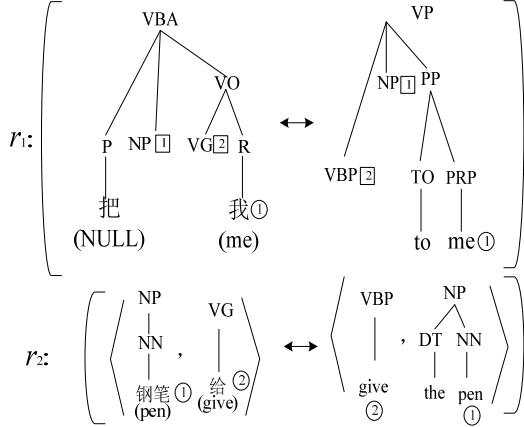 VBA VP
VO NP 1 PP
r1: P NP 1 VG 2 R ↔ VBP 2 TO PRP
把 我① to me①
(NULL) (me)
NP VG VBP NP
r2: NN , ↔ , DT NN
钢笔① 给② give the pen
(pen) (give) ② ①